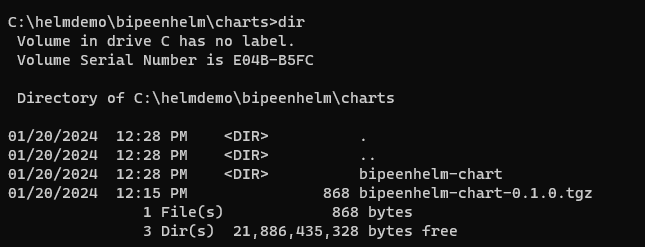 C:\helmdemo\bipeenhelm\charts>dir
 Volume in drive C has no label.
 Volume Serial Number is E04B-B5FC

 Directory of C:\helmdemo\bipeenhelm\charts

01/20/2024  12:28 PM    <DIR>          .
01/20/2024  12:28 PM    <DIR>          ..
01/20/2024  12:28 PM    <DIR>          bipeenhelm-chart
01/20/2024  12:15 PM               868 bipeenhelm-chart-0.1.0.tgz
               1 File(s)            868 bytes
               3 Dir(s)  21,886,435,328 bytes free